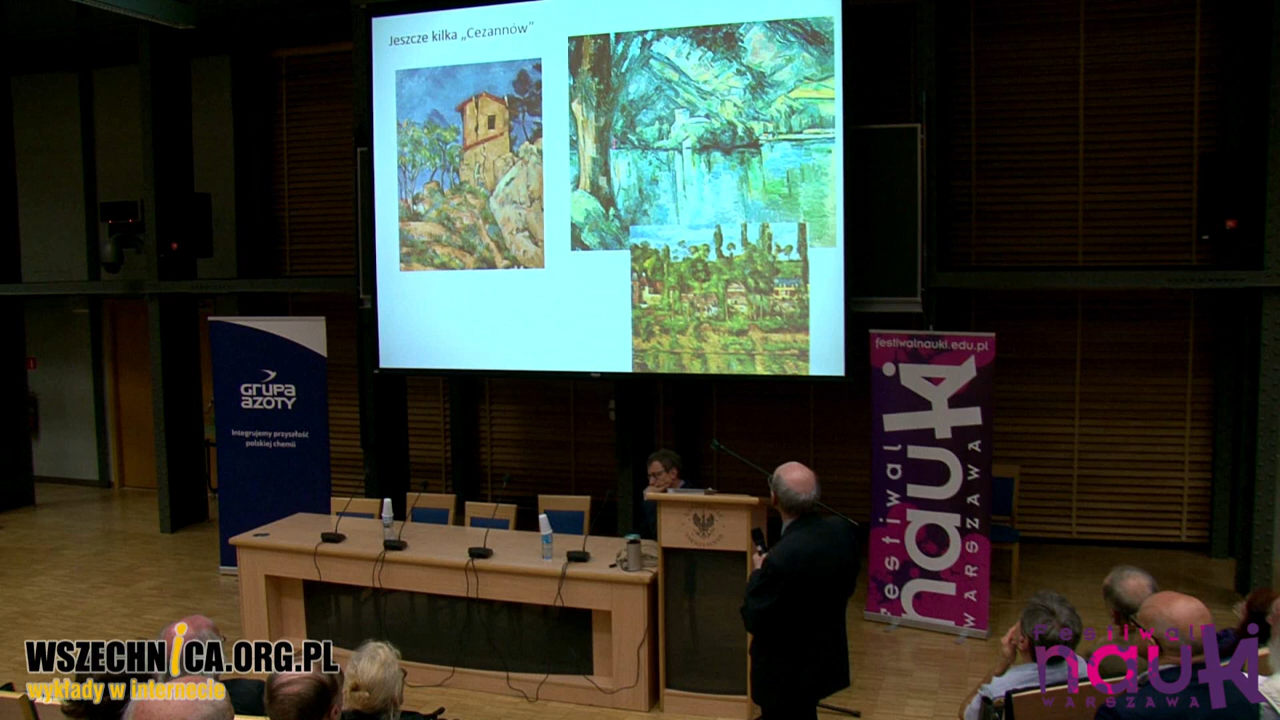 Jeszcze kilka „Cezannów”
GRUPA
AZOTY
Integrujemy przyszłość
polskiej chemii
festiwalnauki.edu.pl
festiwal
nauki
WARSZAWA
WSZECHNICA.ORG.PL
wykłady w internecie
festiwal
nauki
WARSZAWA